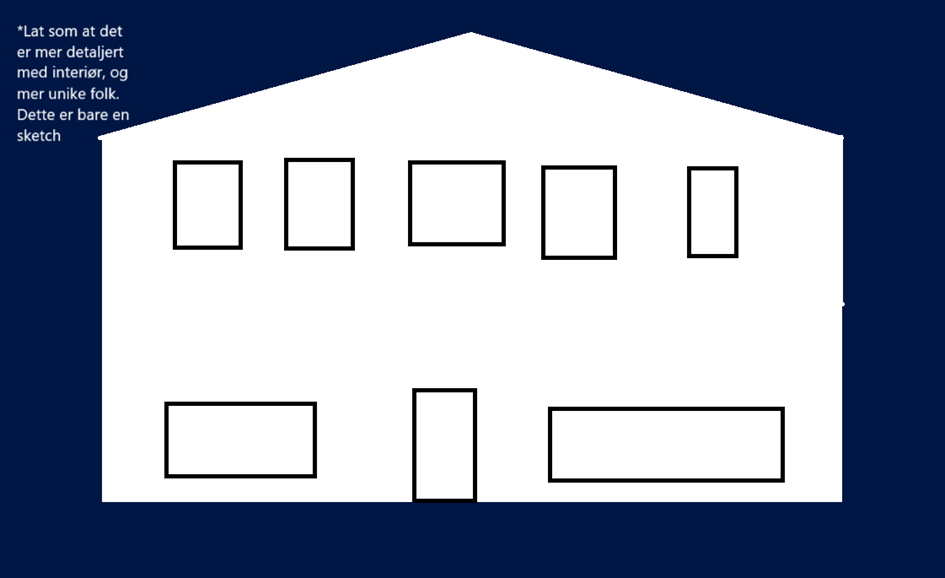 *Lat som at det
er mer detaljert
med interiør, og
mer unike folk.
Dette er bare en
sketch